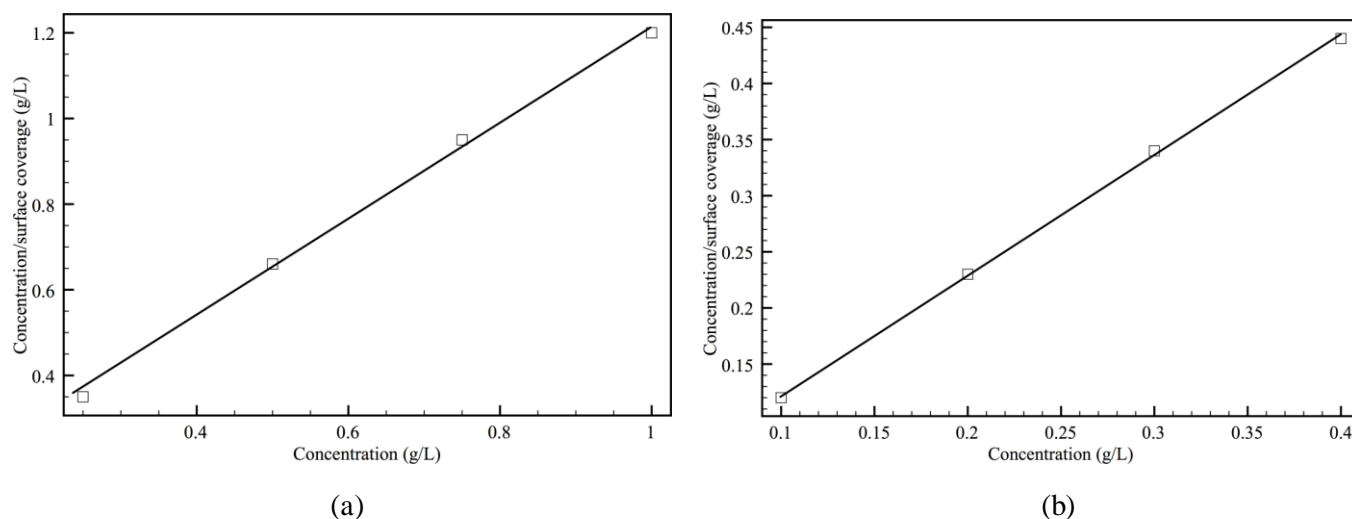 Concentration/surface coverage (g/L)
1.2
1
0.8
0.6
0.4
0.4 0.6 0.8 1
Concentration (g/L)
(a)
Concentration/surface coverage (g/L)
0.45
0.4
0.35
0.3
0.25
0.2
0.15
0.1 0.15 0.2 0.25 0.3 0.35 0.4
Concentration (g/L)
(b)